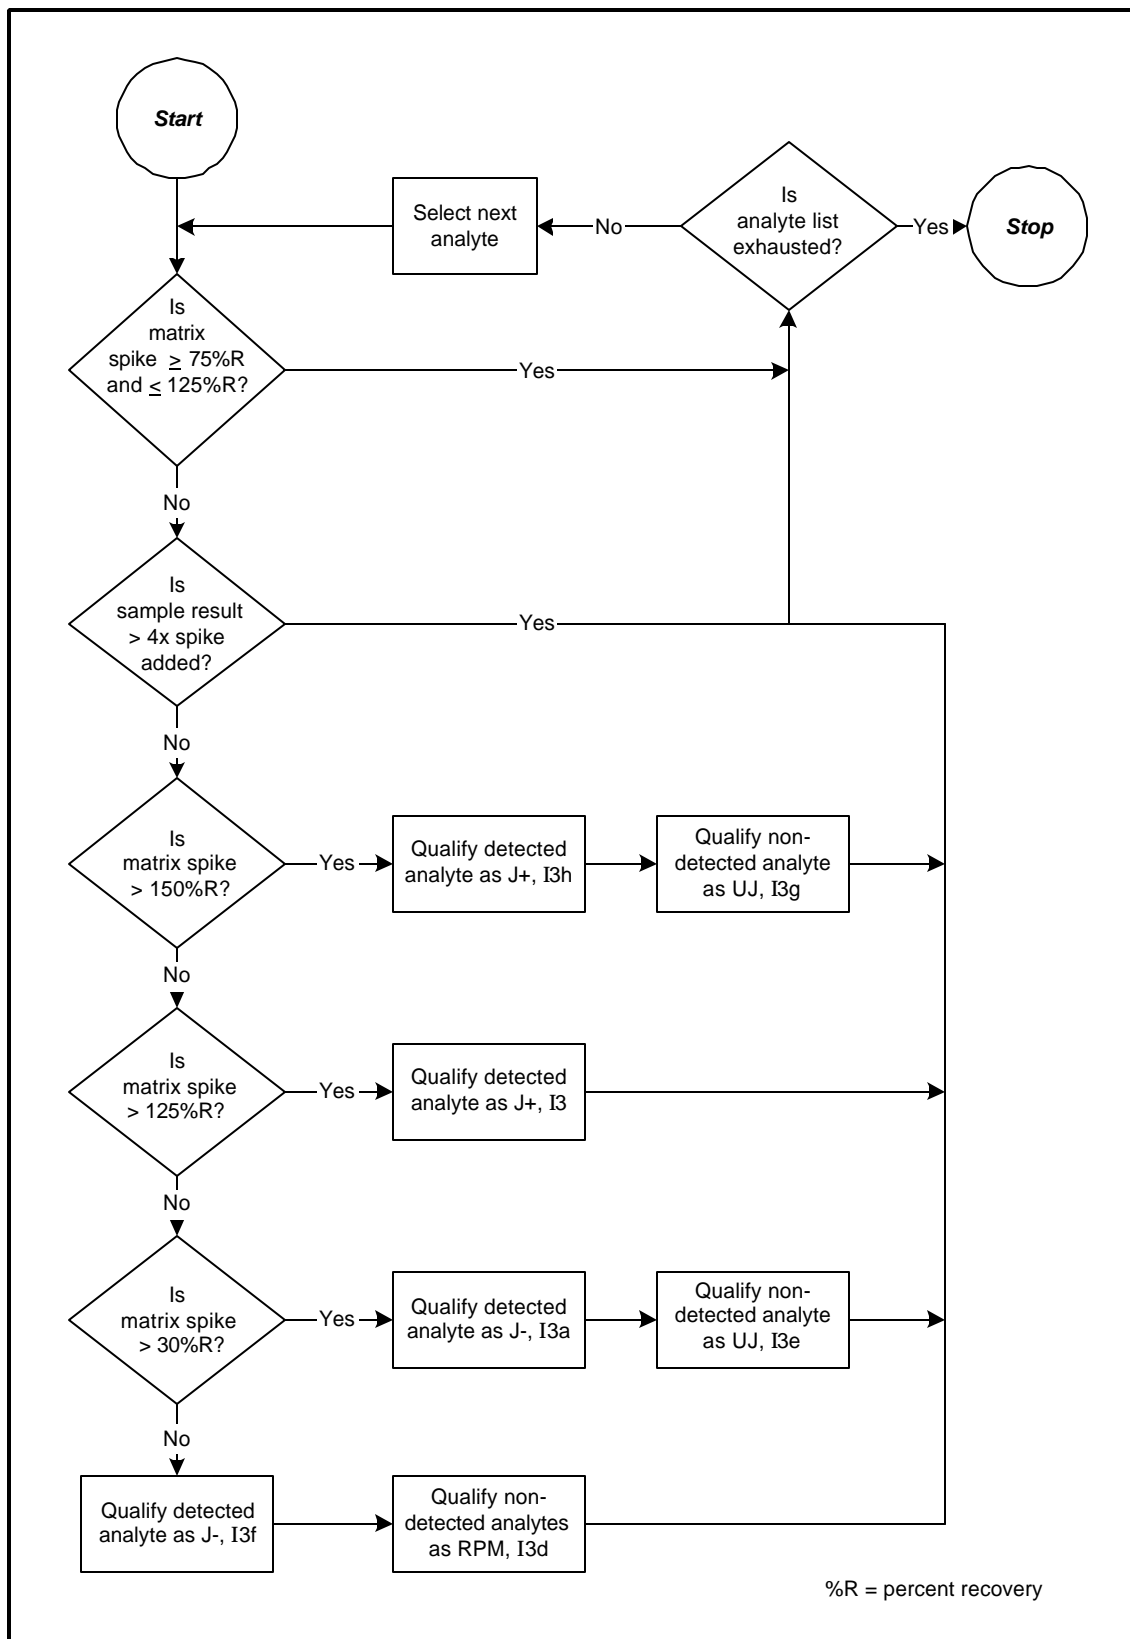 Start
Is
analyte list
exhausted?
Select next
analyte
No
Yes
Stop
Is
matrix
spike ≥ 75%R
and ≤ 125%R?
Yes
No
Is
sample result
> 4x spike
added?
Yes
No
Is
matrix spike
> 150%R?
Yes
Qualify detected
analyte as J+, I3h
Qualify non-
detected analyte
as UJ, I3g
No
Is
matrix spike
> 125%R?
Yes
Qualify detected
analyte as J+, I3
No
Is
matrix spike
> 30%R?
Yes
Qualify detected
analyte as J-, I3a
Qualify non-
detected analyte
as UJ, I3e
No
Qualify detected
analyte as J-, I3f
Qualify non-
detected analytes
as RPM, I3d
%R = percent recovery